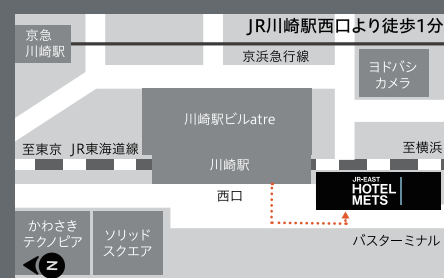 JR川崎駅西口より徒歩1分
京急
川崎駅
京浜急行線
ヨドバシ
カメラ
川崎駅ビルatre
至東京 JR東海道線
至横浜
川崎駅
JR-EAST
HOTEL
METS
西口
かわさき
テクノピア
ソリッド
スクエア
バスターミナル
N